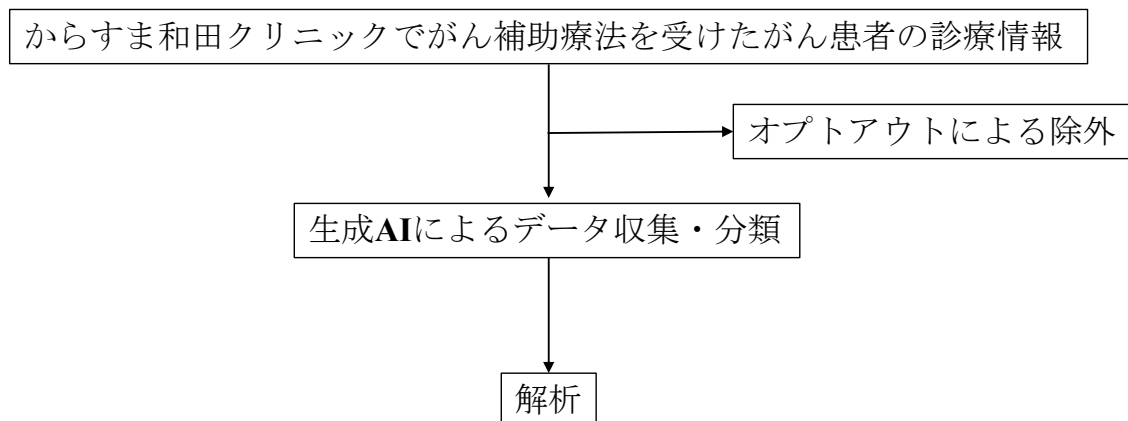 からすま和田クリニックでがん補助療法を受けたがん患者の診療情報
オプトアウトによる除外
生成AIによるデータ収集・分類
解析